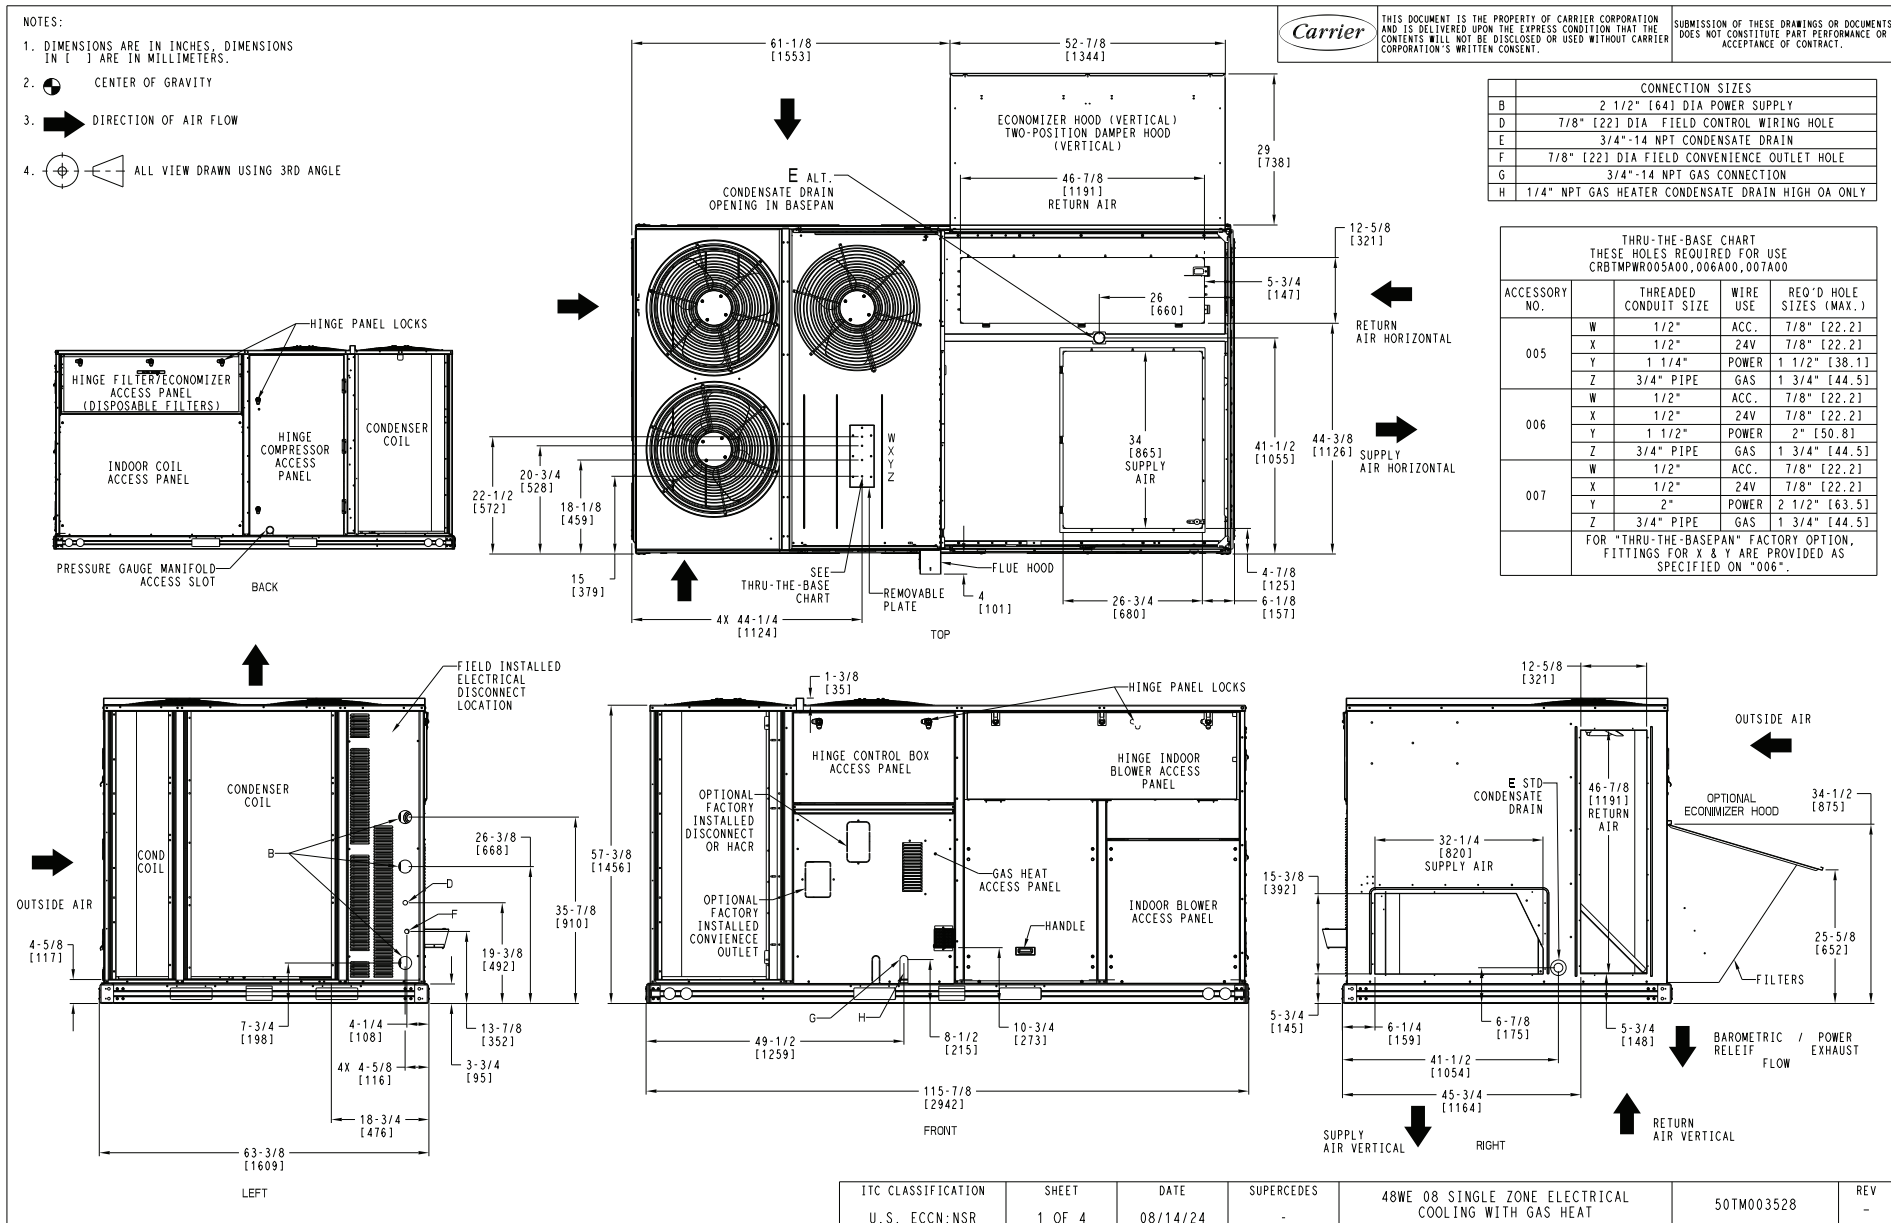 NOTES:
1. DIMENSIONS ARE IN INCHES, DIMENSIONS
IN [ ] ARE IN MILLIMETERS.
2. CENTER OF GRAVITY
3. DIRECTION OF AIR FLOW
4. ALL VIEW DRAWN USING 3RD ANGLE
Carrier
THIS DOCUMENT IS THE PROPERTY OF CARRIER CORPORATION
AND IS DELIVERED UPON THE EXPRESS CONDITION THAT THE
CONTENTS WILL NOT BE DISCLOSED OR USED WITHOUT CARRIER
CORPORATION'S WRITTEN CONSENT.
SUBMISSION OF THESE DRAWINGS OR DOCUMENTS
DOES NOT CONSTITUTE PART PERFORMANCE OR
ACCEPTANCE OF CONTRACT.
CONNECTION SIZES
B 2 1/2" [64] DIA POWER SUPPLY
D 7/8" [22] DIA FIELD CONTROL WIRING HOLE
E 3/4"-14 NPT CONDENSATE DRAIN
F 7/8" [22] DIA FIELD CONVENIENCE OUTLET HOLE
G 3/4"-14 NPT GAS CONNECTION
H 1/4" NPT GAS HEATER CONDENSATE DRAIN HIGH OA ONLY
THRU-THE-BASE CHART
THESE HOLES REQUIRED FOR USE
CRBTMPWR005A00,006A00,007A00
ACCESSORY NO. THREADED CONDUIT SIZE WIRE USE REQ'D HOLE SIZES (MAX.)
005
W 1/2" ACC. 7/8" [22.2]
X 1/2" 24V 7/8" [22.2]
Y 1 1/4" POWER 1 1/2" [38.1]
Z 3/4" PIPE GAS 1 3/4" [44.5]
006
W 1/2" ACC. 7/8" [22.2]
X 1/2" 24V 7/8" [22.2]
Y 1 1/2" POWER 2" [50.8]
Z 3/4" PIPE GAS 1 3/4" [44.5]
007
W 1/2" ACC. 7/8" [22.2]
X 1/2" 24V 7/8" [22.2]
Y 2" POWER 2 1/2" [63.5]
Z 3/4" PIPE GAS 1 3/4" [44.5]
FOR "THRU-THE-BASEPAN" FACTORY OPTION,
FITTINGS FOR X & Y ARE PROVIDED AS
SPECIFIED ON "006".
61-1/8
[1553]
52-7/8
[1344]
ECONOMIZER HOOD (VERTICAL)
TWO-POSITION DAMPER HOOD
(VERTICAL)
29
[738]
46-7/8
[1191]
RETURN AIR
E ALT.
CONDENSATE DRAIN
OPENING IN BASEPAN
12-5/8
[321]
5-3/4
[147]
26
[660]
RETURN
AIR HORIZONTAL
34
[865]
SUPPLY
AIR
41-1/2
[1055]
44-3/8
[1126]
SUPPLY
AIR HORIZONTAL
W
X
Y
Z
22-1/2
[572]
20-3/4
[528]
18-1/8
[459]
15
[379]
SEE
THRU-THE-BASE
CHART
REMOVABLE
PLATE
FLUE HOOD
4
[101]
4-7/8
[125]
26-3/4
[680]
6-1/8
[157]
4X 44-1/4
[1124]
TOP
HINGE PANEL LOCKS
HINGE FILTER/ECONOMIZER
ACCESS PANEL
(DISPOSABLE FILTERS)
INDOOR COIL
ACCESS PANEL
HINGE
COMPRESSOR
ACCESS
PANEL
CONDENSER
COIL
PRESSURE GAUGE MANIFOLD
ACCESS SLOT
BACK
FIELD INSTALLED
ELECTRICAL
DISCONNECT
LOCATION
CONDENSER
COIL
COND
COIL
OUTSIDE AIR
4-5/8
[117]
B
D
F
26-3/8
[668]
35-7/8
[910]
19-3/8
[492]
7-3/4
[198]
4-1/4
[108]
13-7/8
[352]
4X 4-5/8
[116]
3-3/4
[95]
18-3/4
[476]
63-3/8
[1609]
LEFT
1-3/8
[35]
HINGE PANEL LOCKS
HINGE CONTROL BOX
ACCESS PANEL
HINGE INDOOR
BLOWER ACCESS
PANEL
OPTIONAL
FACTORY
INSTALLED
DISCONNECT
OR HACR
57-3/8
[1456]
GAS HEAT
ACCESS PANEL
OPTIONAL
FACTORY
INSTALLED
CONVIENECE
OUTLET
HANDLE
INDOOR BLOWER
ACCESS PANEL
G
H
49-1/2
[1259]
8-1/2
[215]
10-3/4
[273]
115-7/8
[2942]
FRONT
12-5/8
[321]
OUTSIDE AIR
E STD
CONDENSATE
DRAIN
46-7/8
[1191]
RETURN
AIR
OPTIONAL
ECONIMIZER HOOD
34-1/2
[875]
32-1/4
[820]
SUPPLY AIR
15-3/8
[392]
25-5/8
[652]
FILTERS
5-3/4
[145]
6-1/4
[159]
6-7/8
[175]
5-3/4
[148]
41-1/2
[1054]
45-3/4
[1164]
BAROMETRIC / POWER
RELEIF EXHAUST
FLOW
SUPPLY
AIR VERTICAL
RIGHT
RETURN
AIR VERTICAL
ITC CLASSIFICATION SHEET DATE SUPERCEDES 48WE 08 SINGLE ZONE ELECTRICAL 50TM003528 REV
U.S. ECCN:NSR 1 OF 4 08/14/24 - COOLING WITH GAS HEAT -